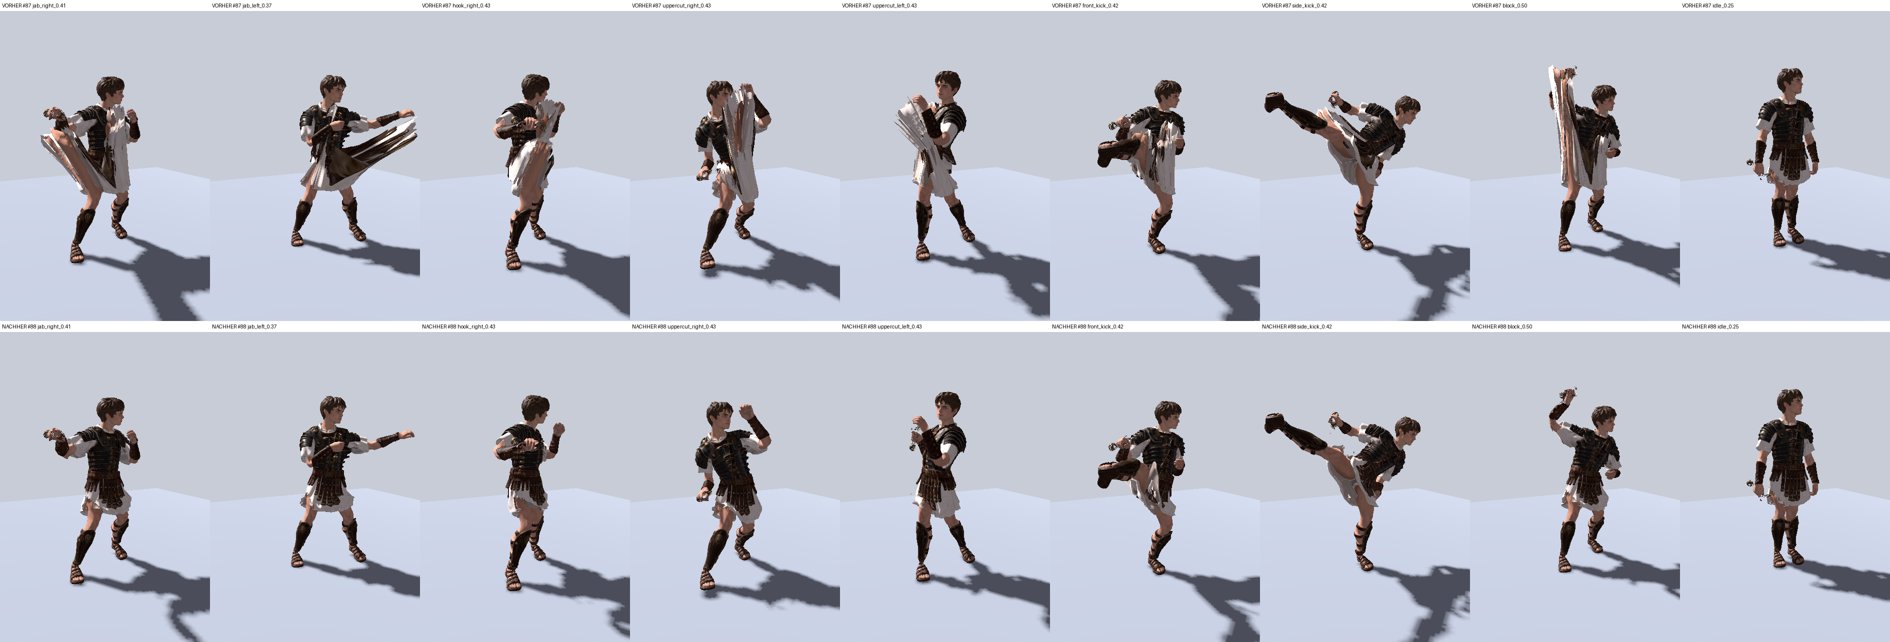 VORHER #87 jab_right_0.41
VORHER #87 jab_left_0.37
VORHER #87 hook_right_0.43
VORHER #87 uppercut_right_0.43
VORHER #87 uppercut_left_0.43
VORHER #87 front_kick_0.42
VORHER #87 side_kick_0.42
VORHER #87 block_0.50
VORHER #87 idle_0.25
NACHHER #88 jab_right_0.41
NACHHER #88 jab_left_0.37
NACHHER #88 hook_right_0.43
NACHHER #88 uppercut_right_0.43
NACHHER #88 uppercut_left_0.43
NACHHER #88 front_kick_0.42
NACHHER #88 side_kick_0.42
NACHHER #88 block_0.50
NACHHER #88 idle_0.25